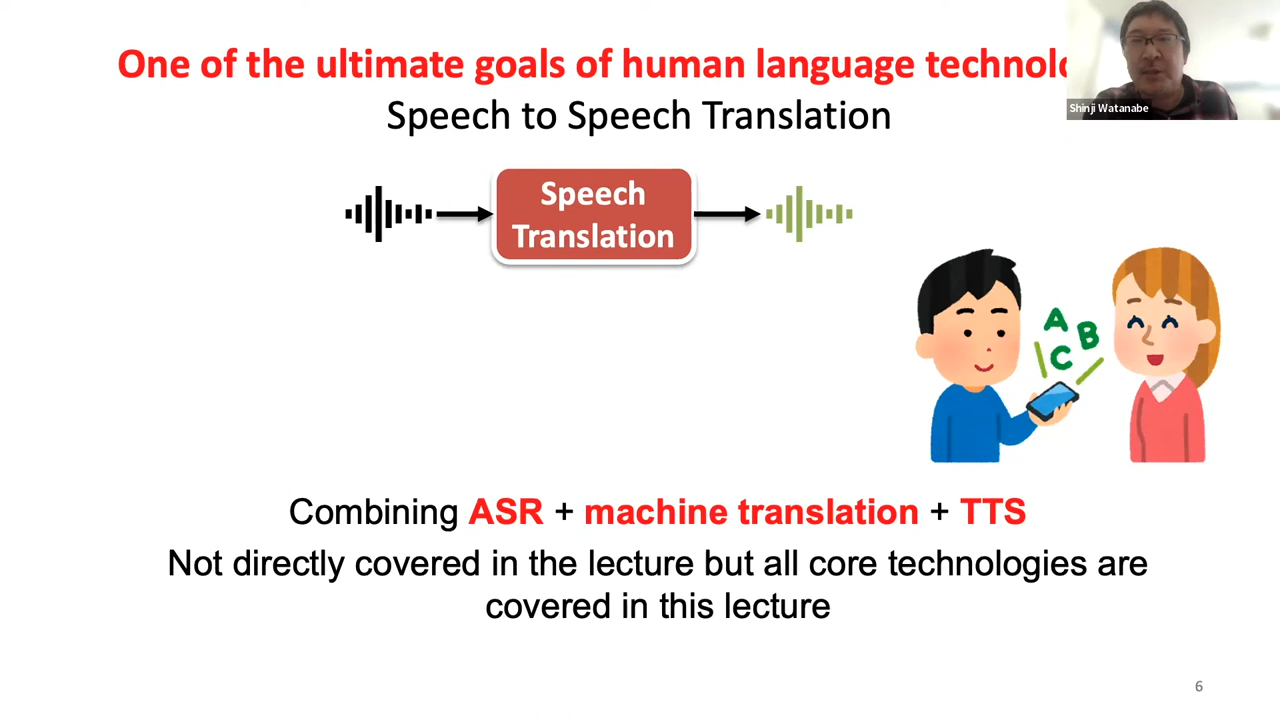 One of the ultimate goals of human language technolo
Speech to Speech Translation
Shinji Watanabe
Speech
Translation
A
B
C
Combining ASR + machine translation + TTS
Not directly covered in the lecture but all core technologies are
covered in this lecture
6